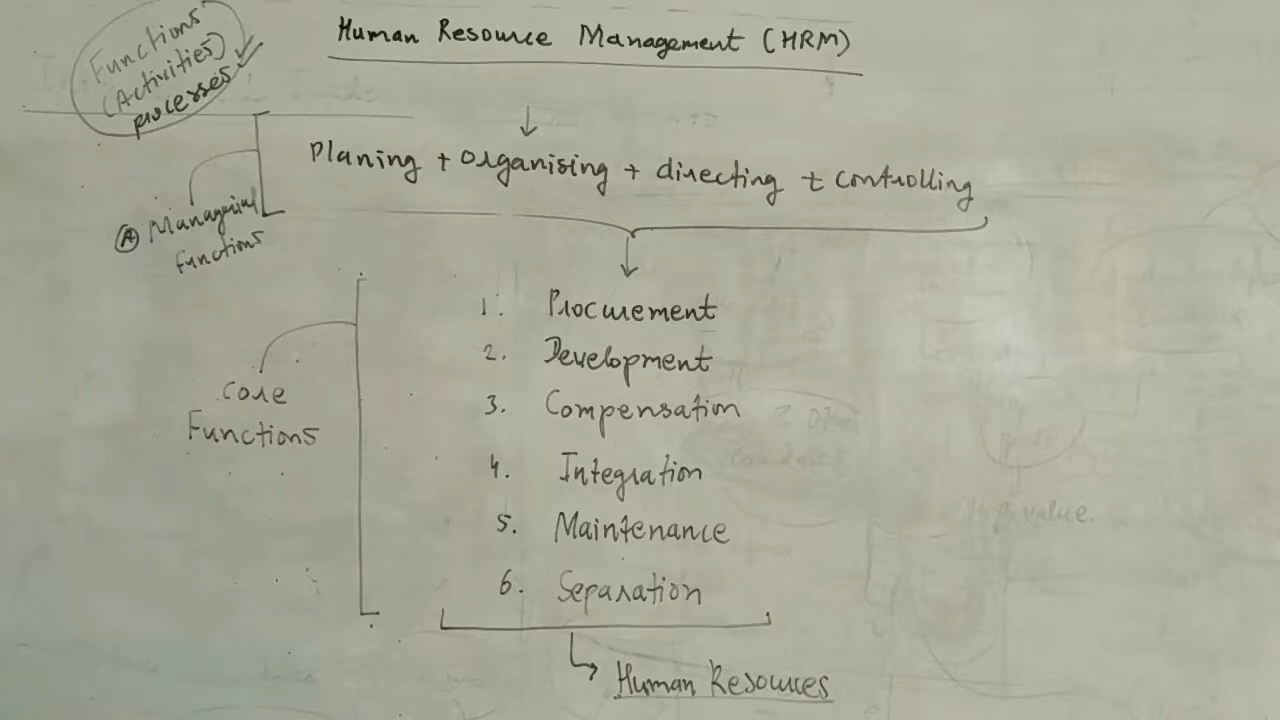 Functions
(Activities)
processes
Human Resource Management (HRM)
Planing + Organising + directing + controlling
(A) Managerial
functions
1. Procurement
2. Development
3. Compensation
4. Integration
5. Maintenance
6. Separation
Core
Functions
Human Resources
value.